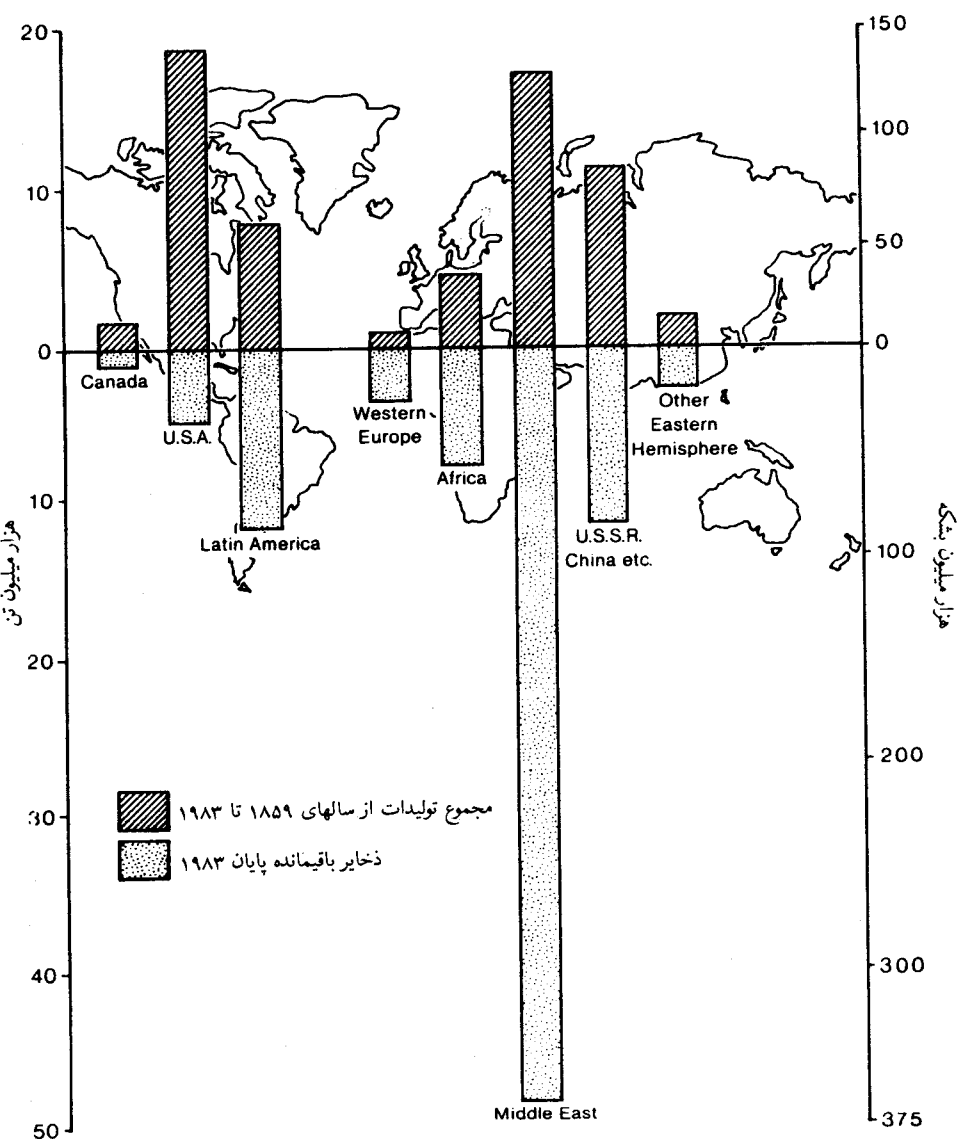 20
10
0
10
20
30
40
50
هزار میلیون تن
150
100
50
0
100
200
300
375
هزار میلیون بشکه
Canada
U.S.A.
Latin America
Western
Europe
Africa
Middle East
U.S.S.R.
China etc.
Other
Eastern
Hemisphere
مجموع تولیدات از سالهای ۱۸۵۹ تا ۱۹۸۳
ذخایر باقیمانده پایان ۱۹۸۳